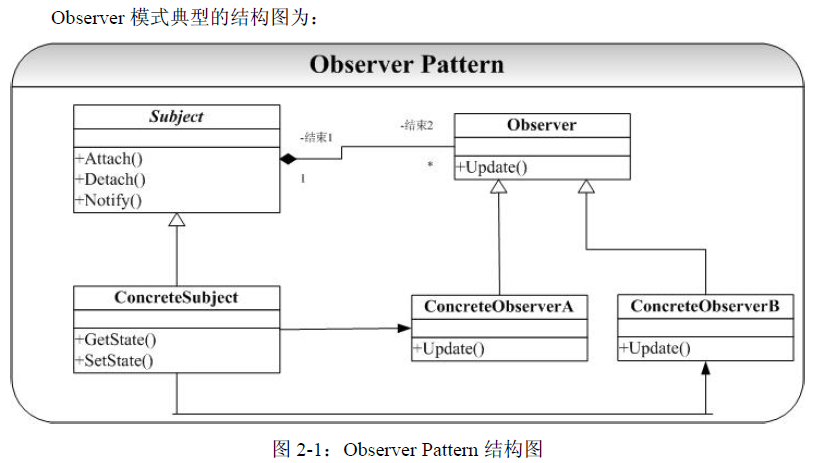 Observer 模式典型的结构图为：
Observer Pattern
Subject
+Attach()
+Detach()
+Notify()
-结束1
1
-结束2
*
Observer
+Update()
ConcreteSubject
+GetState()
+SetState()
ConcreteObserverA
+Update()
ConcreteObserverB
+Update()
图 2-1：Observer Pattern 结构图